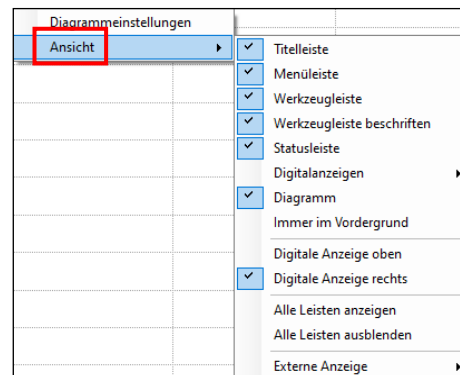 Diagrammeinstellungen
Ansicht
Titelleiste
Menüleiste
Werkzeugleiste
Werkzeugleiste beschriften
Statusleiste
Digitalanzeigen
Diagramm
Immer im Vordergrund
Digitale Anzeige oben
Digitale Anzeige rechts
Alle Leisten anzeigen
Alle Leisten ausblenden
Externe Anzeige